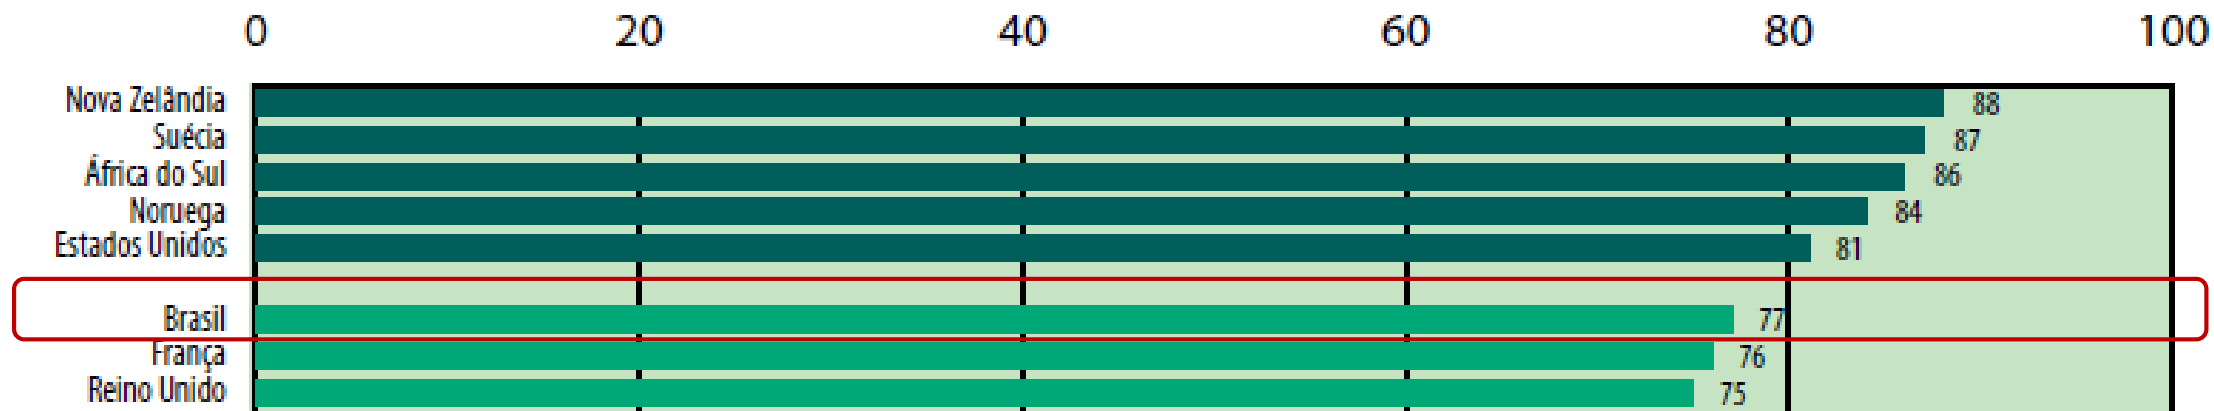 0 20 40 60 80 100
Nova Zelândia 88
Suécia 87
África do Sul 86
Noruega 84
Estados Unidos 81
Brasil 77
França 76
Reino Unido 75